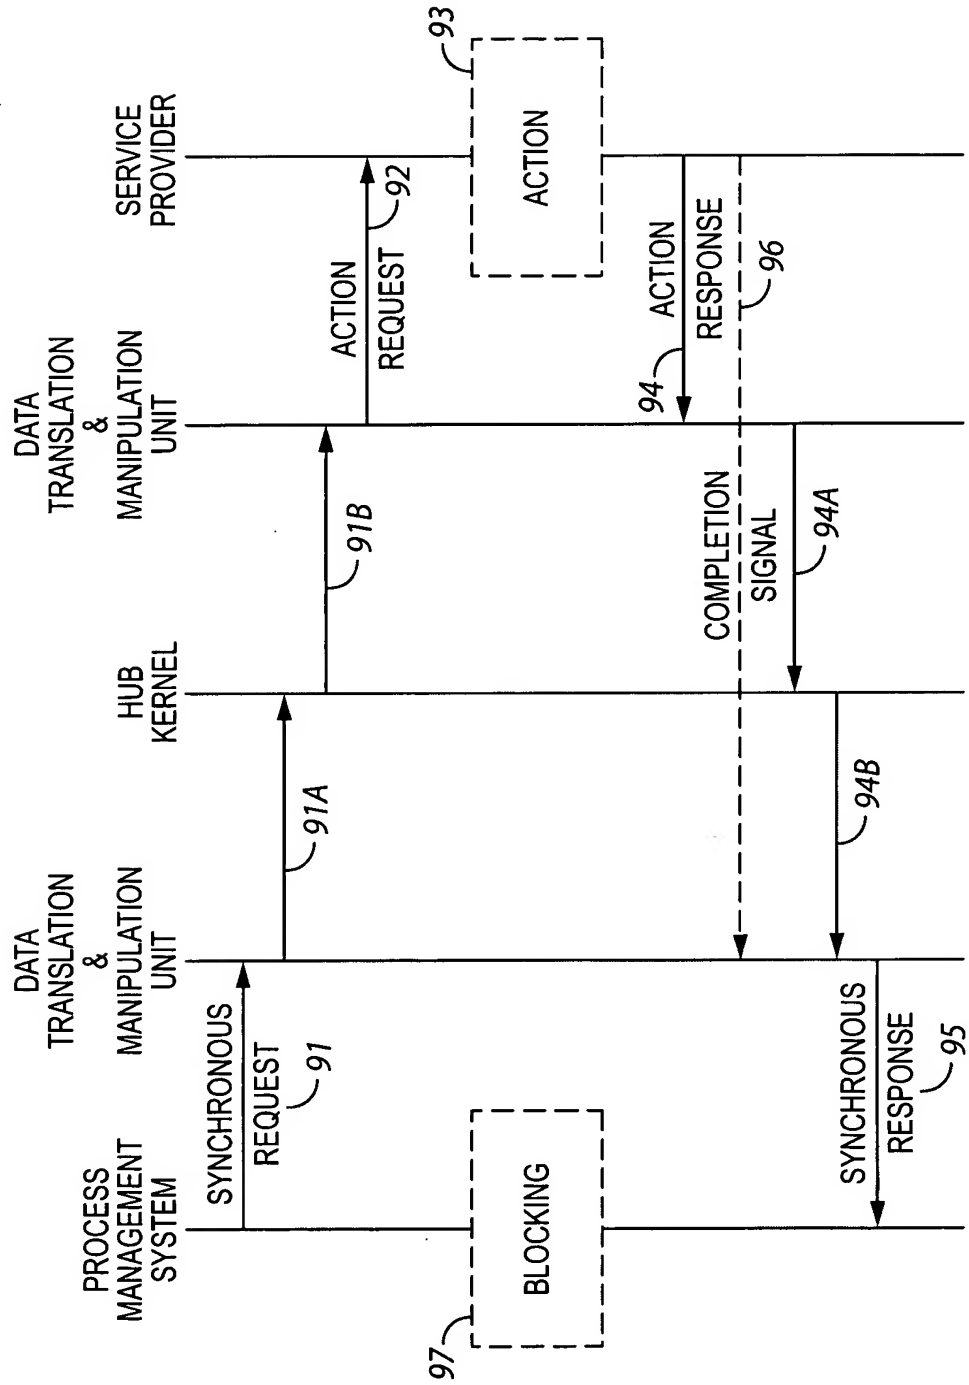 PROCESS
MANAGEMENT
SYSTEM
DATA
TRANSLATION
&
MANIPULATION
UNIT
HUB
KERNEL
DATA
TRANSLATION
&
MANIPULATION
UNIT
SERVICE
PROVIDER
SYNCHRONOUS
REQUEST
91
91A
91B
ACTION
REQUEST
92
97
BLOCKING
93
ACTION
94
ACTION
RESPONSE
COMPLETION
SIGNAL
96
94A
94B
SYNCHRONOUS
RESPONSE
95